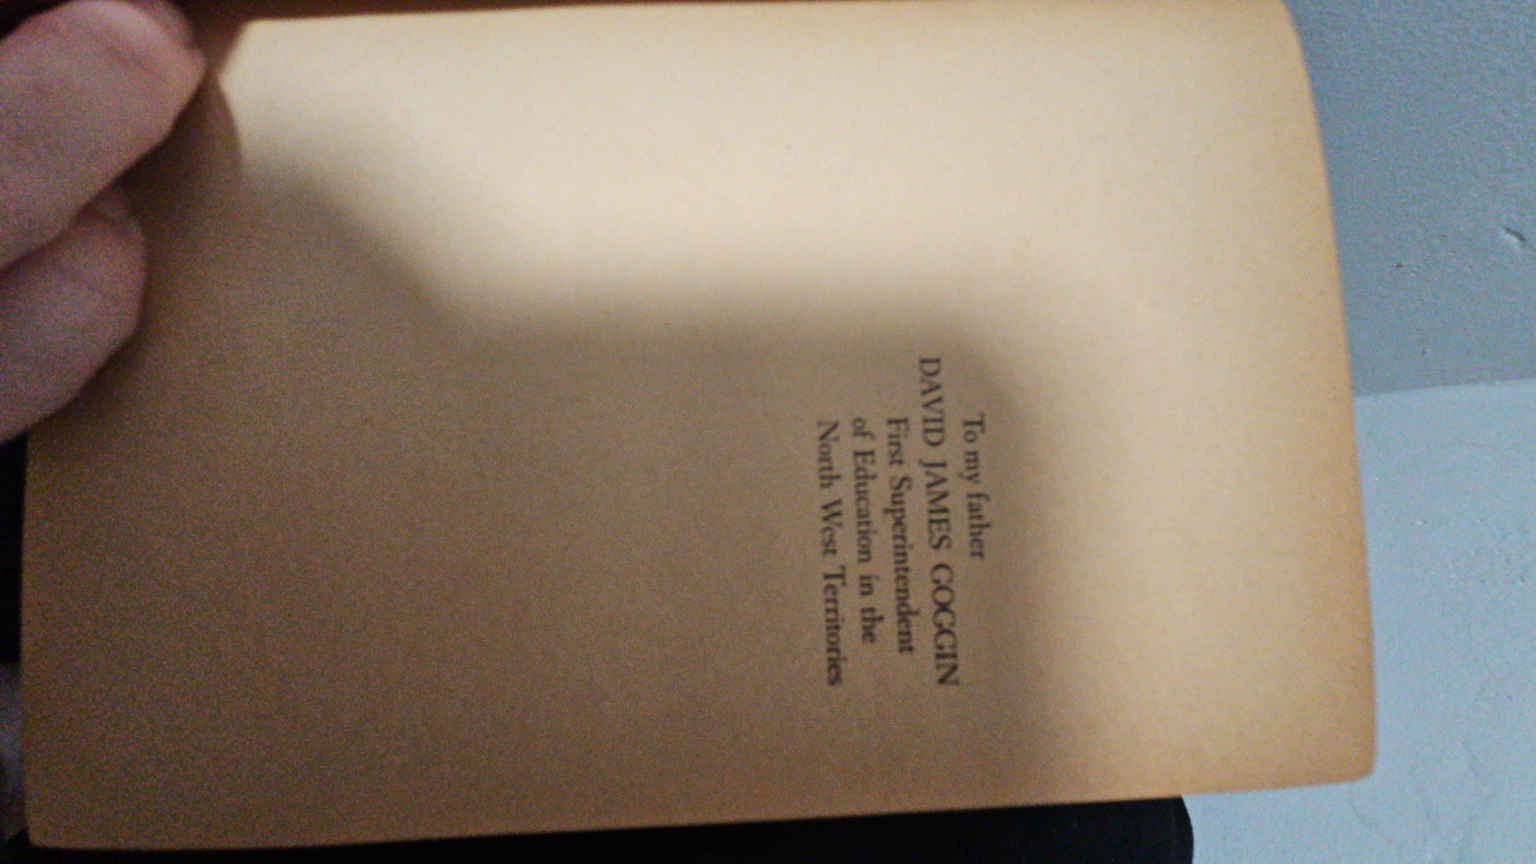 To my father
DAVID JAMES GOGGIN
First Superintendent
of Education in the
North West Territories